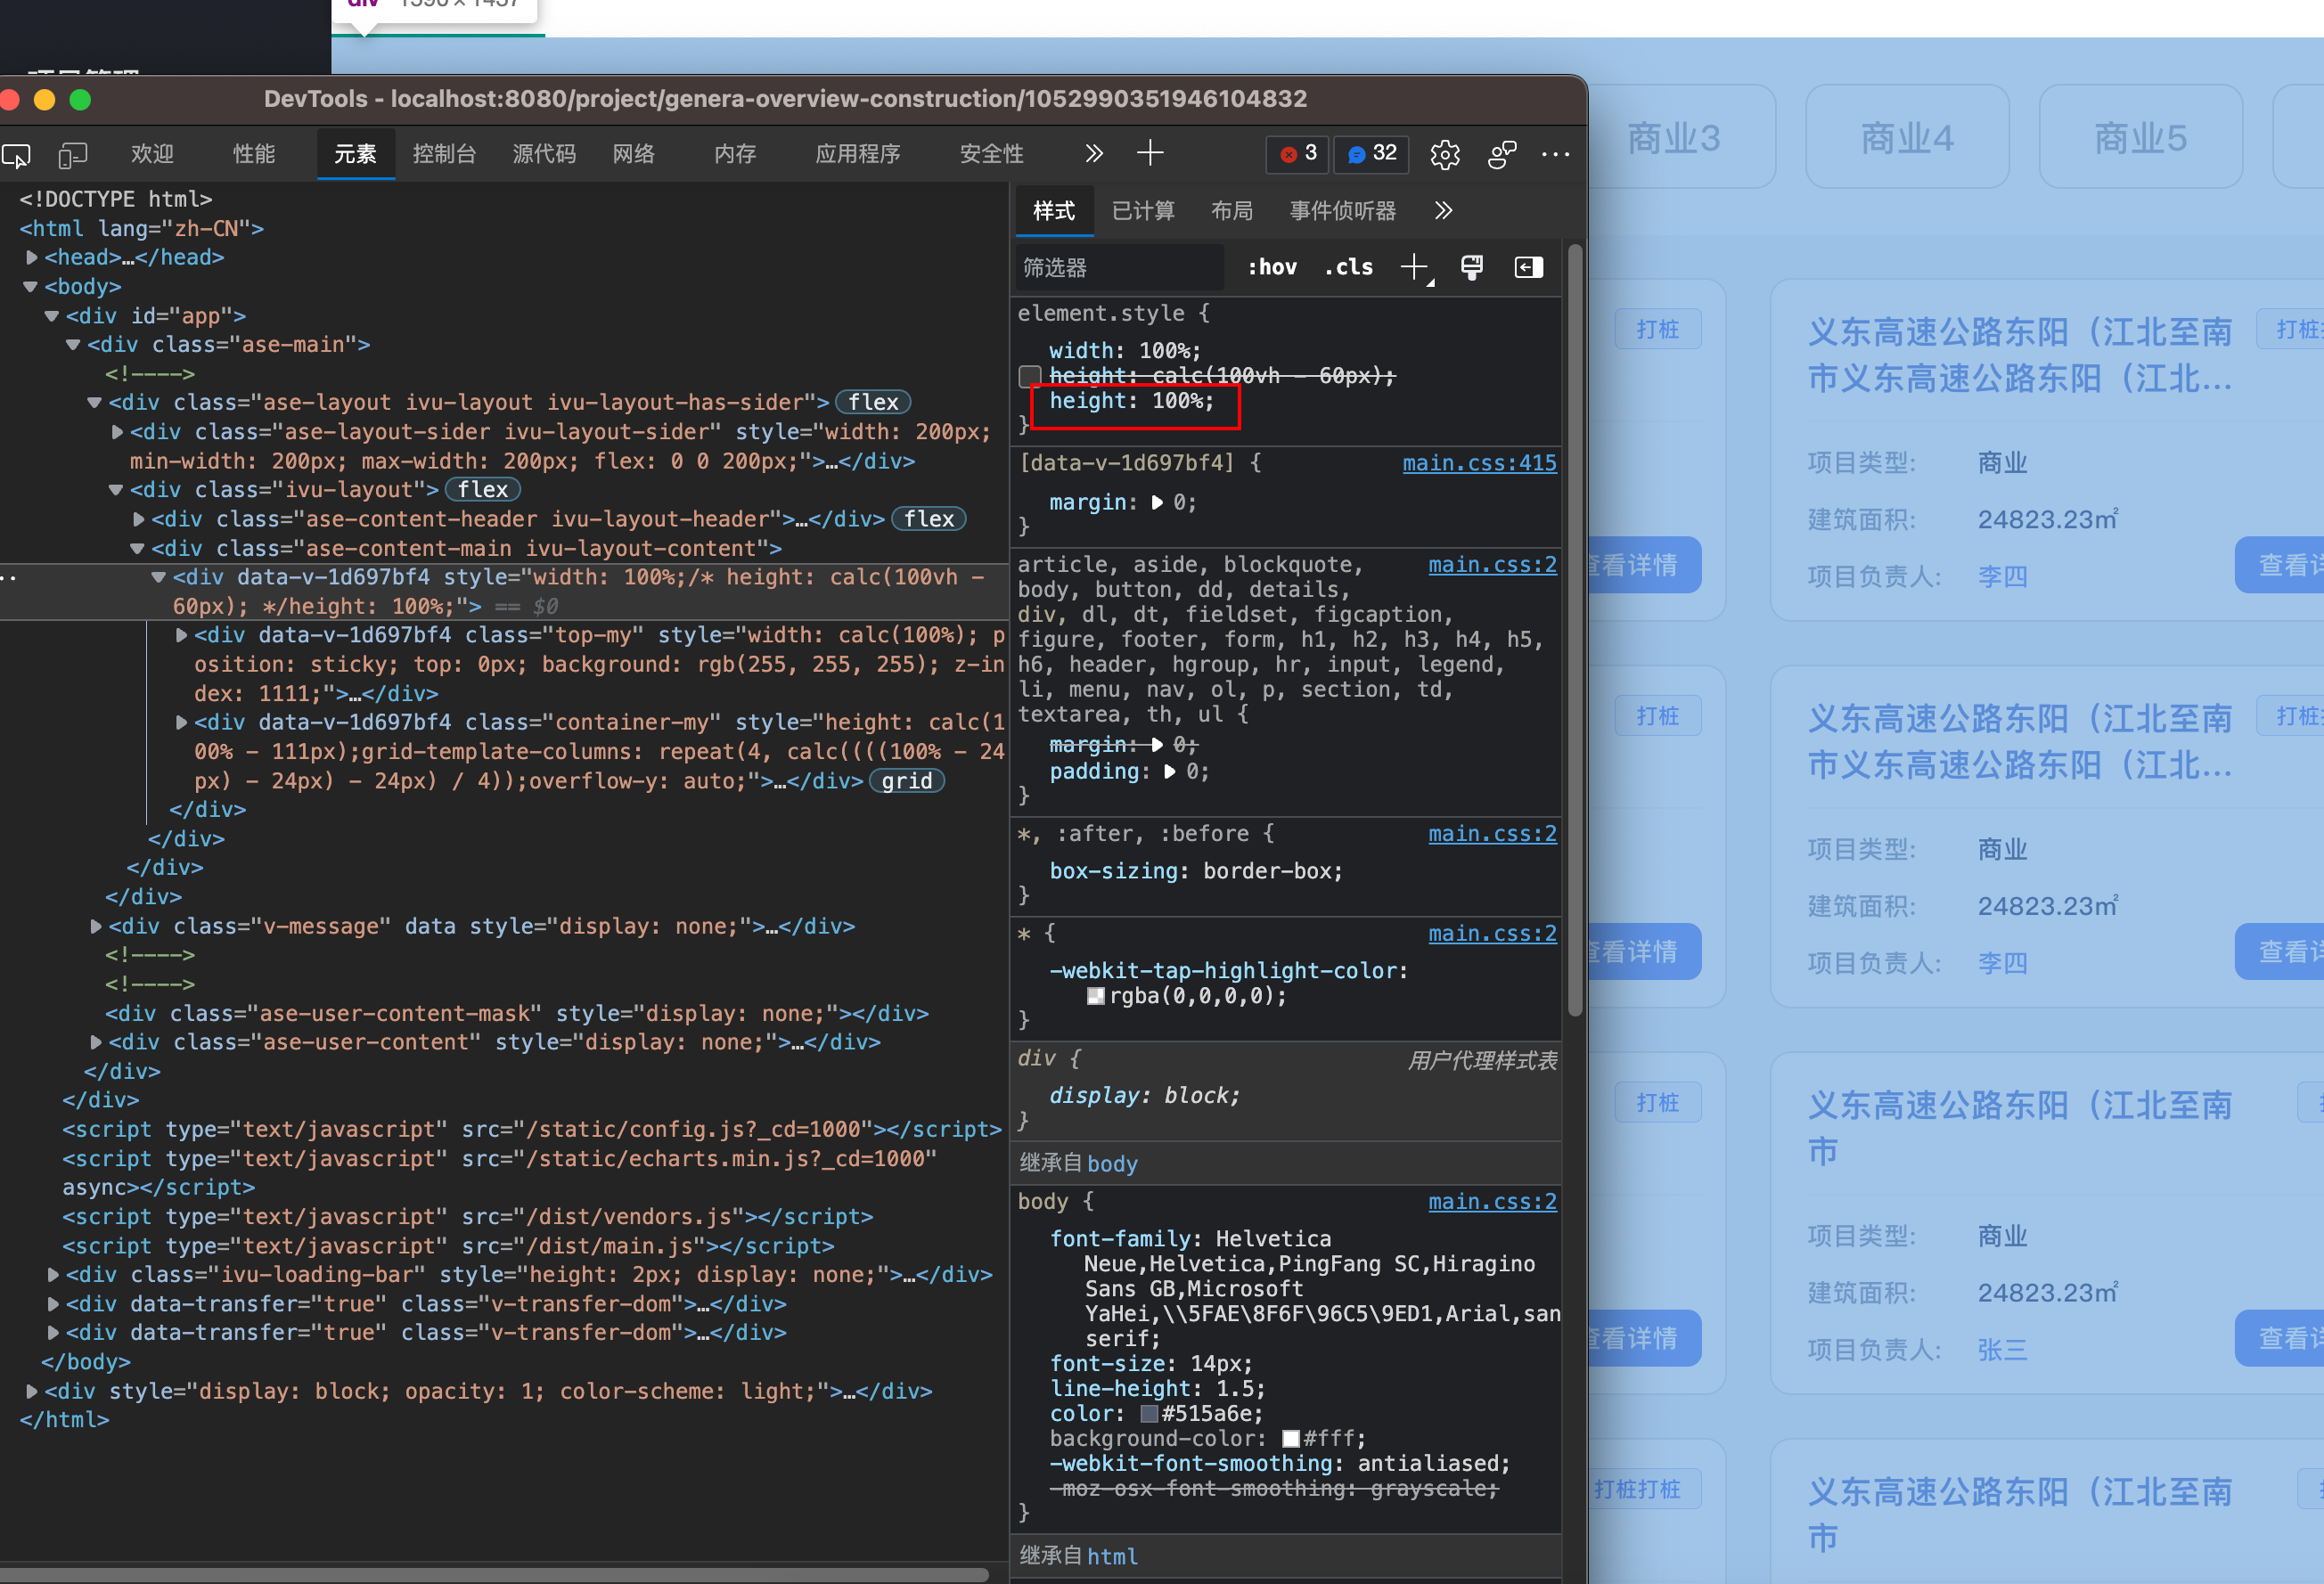 div 1590 × 1437
DevTools - localhost:8080/project/genera-overview-construction/1052990351946104832
欢迎 性能 元素 控制台 源代码 网络 内存 应用程序 安全性
3 32
<!DOCTYPE html>
<html lang="zh-CN">
<head>…</head>
<body>
<div id="app">
<div class="ase-main">
<!---->
<div class="ase-layout ivu-layout ivu-layout-has-sider"> flex
<div class="ase-layout-sider ivu-layout-sider" style="width: 200px;
min-width: 200px; max-width: 200px; flex: 0 0 200px;">…</div>
<div class="ivu-layout"> flex
<div class="ase-content-header ivu-layout-header">…</div> flex
<div class="ase-content-main ivu-layout-content">
<div data-v-1d697bf4 style="width: 100%;/* height: calc(100vh -
60px); */height: 100%;"> == $0
<div data-v-1d697bf4 class="top-my" style="width: calc(100%); p
osition: sticky; top: 0px; background: rgb(255, 255, 255); z-in
dex: 1111;">…</div>
<div data-v-1d697bf4 class="container-my" style="height: calc(1
00% - 111px);grid-template-columns: repeat(4, calc((((100% - 24
px) - 24px) - 24px) / 4));overflow-y: auto;">…</div> grid
</div>
</div>
</div>
</div>
<div class="v-message" data style="display: none;">…</div>
<!---->
<!---->
<div class="ase-user-content-mask" style="display: none;"></div>
<div class="ase-user-content" style="display: none;">…</div>
</div>
</div>
<script type="text/javascript" src="/static/config.js?_cd=1000"></script>
<script type="text/javascript" src="/static/echarts.min.js?_cd=1000"
async></script>
<script type="text/javascript" src="/dist/vendors.js"></script>
<script type="text/javascript" src="/dist/main.js"></script>
<div class="ivu-loading-bar" style="height: 2px; display: none;">…</div>
<div data-transfer="true" class="v-transfer-dom">…</div>
<div data-transfer="true" class="v-transfer-dom">…</div>
</body>
<div style="display: block; opacity: 1; color-scheme: light;">…</div>
</html>
样式 已计算 布局 事件侦听器
筛选器 :hov .cls
element.style {
width: 100%;
height: calc(100vh - 60px);
height: 100%;
}
[data-v-1d697bf4] { main.css:415
margin: 0;
}
article, aside, blockquote, main.css:2
body, button, dd, details,
div, dl, dt, fieldset, figcaption,
figure, footer, form, h1, h2, h3, h4, h5,
h6, header, hgroup, hr, input, legend,
li, menu, nav, ol, p, section, td,
textarea, th, ul {
margin: 0;
padding: 0;
}
*, :after, :before { main.css:2
box-sizing: border-box;
}
* { main.css:2
-webkit-tap-highlight-color:
rgba(0,0,0,0);
}
div { 用户代理样式表
display: block;
}
继承自 body
body { main.css:2
font-family: Helvetica
Neue,Helvetica,PingFang SC,Hiragino
Sans GB,Microsoft
YaHei,\\5FAE\8F6F\96C5\9ED1,Arial,san
serif;
font-size: 14px;
line-height: 1.5;
color: #515a6e;
background-color: #fff;
-webkit-font-smoothing: antialiased;
-moz-osx-font-smoothing: grayscale;
}
继承自 html
商业3 商业4 商业5
打桩
查看详情
义东高速公路东阳（江北至南 打桩
市义东高速公路东阳（江北…
项目类型: 商业
建筑面积: 24823.23㎡
项目负责人: 李四
查看详
打桩
查看详情
义东高速公路东阳（江北至南 打桩
市义东高速公路东阳（江北…
项目类型: 商业
建筑面积: 24823.23㎡
项目负责人: 李四
查看详
打桩
查看详情
义东高速公路东阳（江北至南
市
项目类型: 商业
建筑面积: 24823.23㎡
项目负责人: 张三
查看详
打桩打桩
义东高速公路东阳（江北至南
市